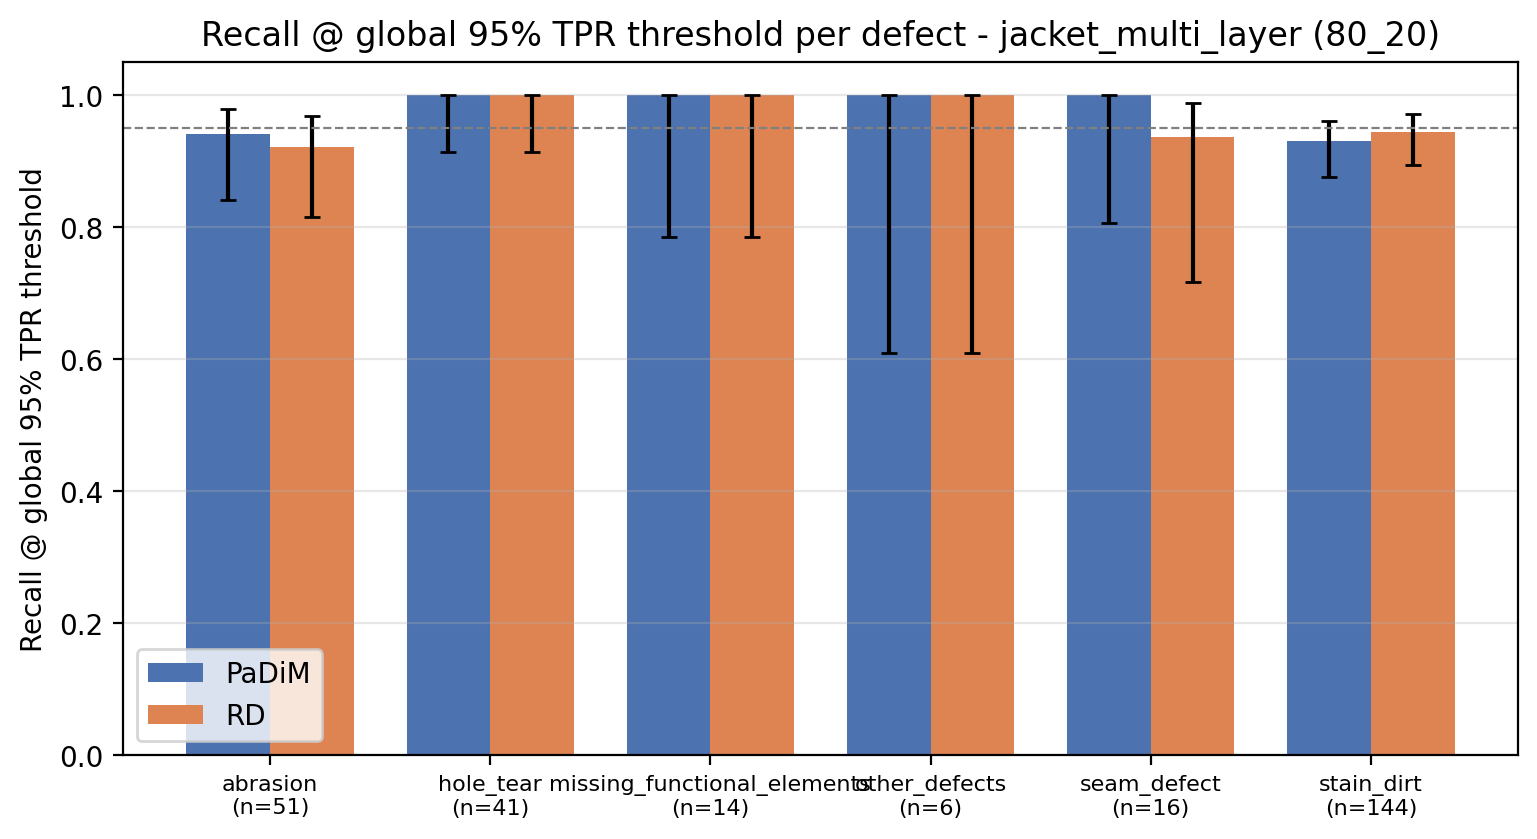 Recall @ global 95% TPR threshold per defect - jacket_multi_layer (80_20)
Recall @ global 95% TPR threshold
1.0
0.8
0.6
0.4
0.2
0.0
PaDiM
RD
abrasion
(n=51)
hole_tear
(n=41)
missing_functional_elements
(n=14)
other_defects
(n=6)
seam_defect
(n=16)
stain_dirt
(n=144)